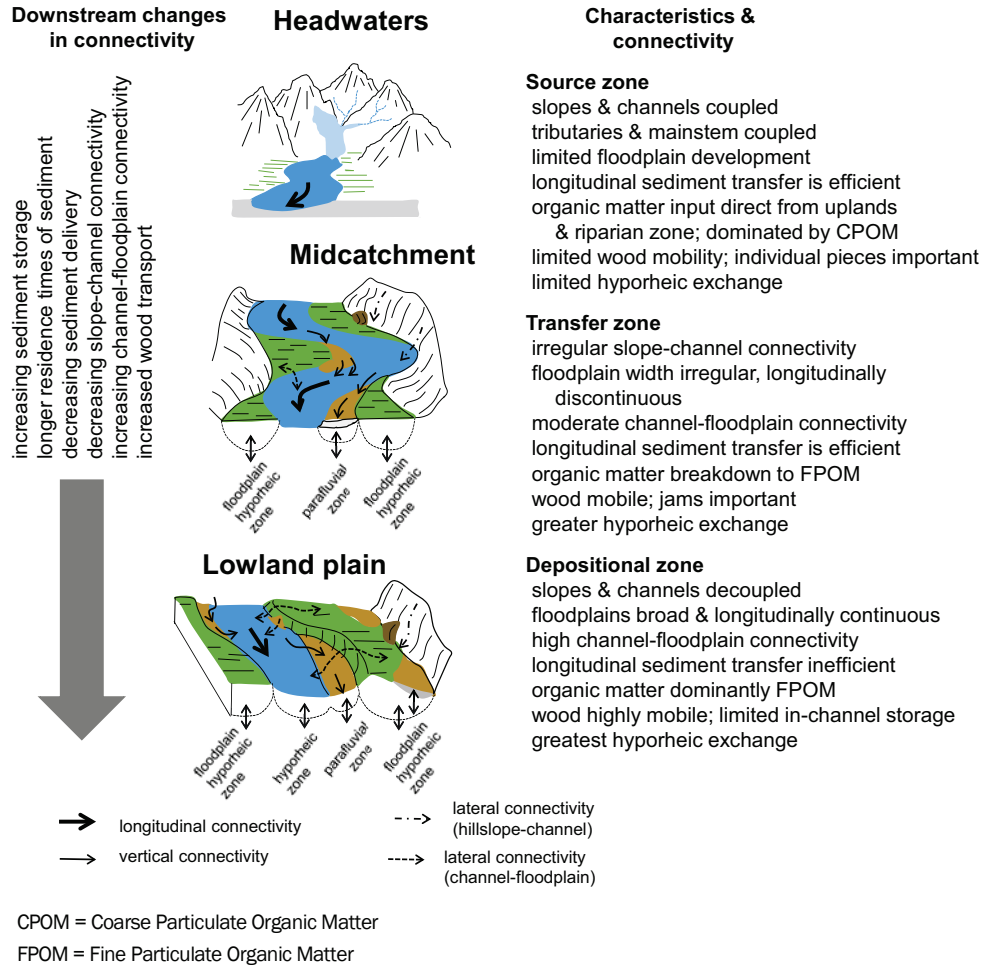 Downstream changes
in connectivity
increasing sediment storage
longer residence times of sediment
decreasing sediment delivery
decreasing slope-channel connectivity
increasing channel-floodplain connectivity
increased wood transport
Headwaters
Midcatchment
floodplain
hyporheic
zone
parafluvial
zone
floodplain
hyporheic
zone
Lowland plain
floodplain
hyporheic
zone
hyporheic
zone
parafluvial
zone
floodplain
hyporheic
zone
Characteristics &
connectivity
Source zone
slopes & channels coupled
tributaries & mainstem coupled
limited floodplain development
longitudinal sediment transfer is efficient
organic matter input direct from uplands
& riparian zone; dominated by CPOM
limited wood mobility; individual pieces important
limited hyporheic exchange
Transfer zone
irregular slope-channel connectivity
floodplain width irregular, longitudinally
discontinuous
moderate channel-floodplain connectivity
longitudinal sediment transfer is efficient
organic matter breakdown to FPOM
wood mobile; jams important
greater hyporheic exchange
Depositional zone
slopes & channels decoupled
floodplains broad & longitudinally continuous
high channel-floodplain connectivity
longitudinal sediment transfer inefficient
organic matter dominantly FPOM
wood highly mobile; limited in-channel storage
greatest hyporheic exchange
longitudinal connectivity
vertical connectivity
lateral connectivity
(hillslope-channel)
lateral connectivity
(channel-floodplain)
CPOM = Coarse Particulate Organic Matter
FPOM = Fine Particulate Organic Matter